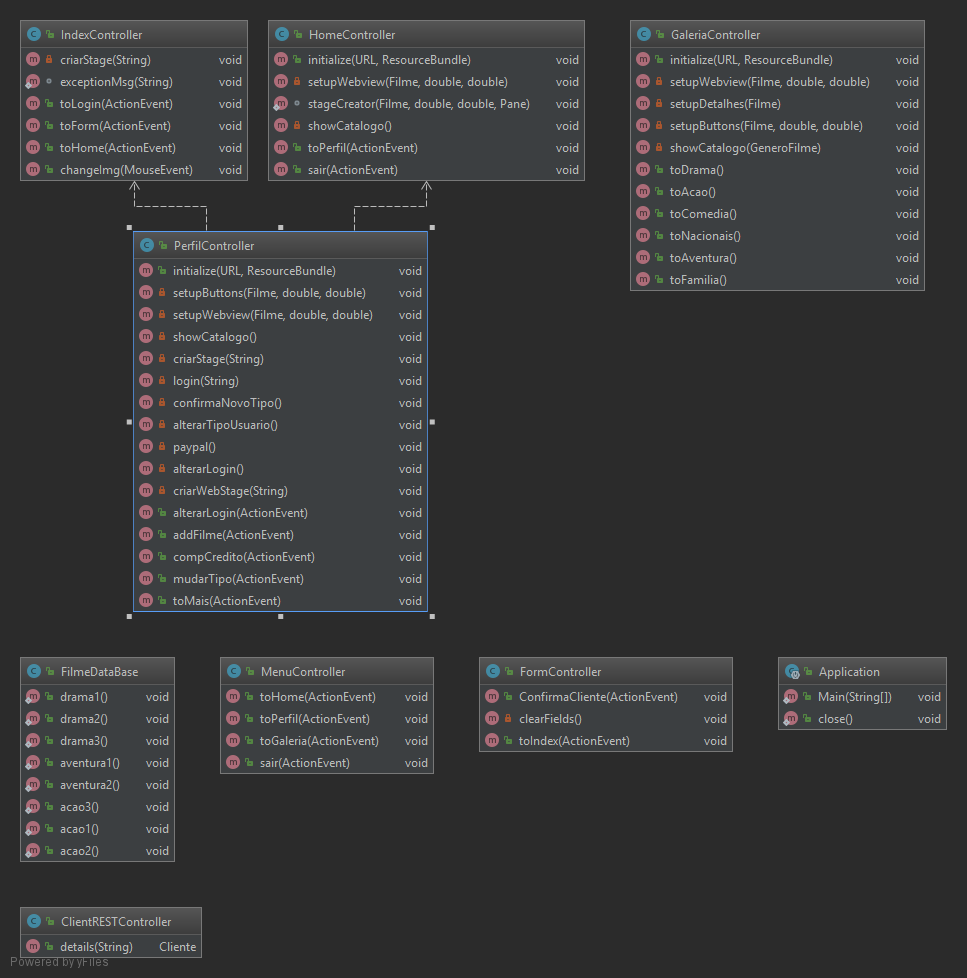 IndexController
criarStage(String) void
exceptionMsg(String) void
toLogin(ActionEvent) void
toForm(ActionEvent) void
toHome(ActionEvent) void
changeImg(MouseEvent) void
HomeController
initialize(URL, ResourceBundle) void
setupWebview(Filme, double, double) void
stageCreator(Filme, double, double, Pane) void
showCatalogo() void
toPerfil(ActionEvent) void
sair(ActionEvent) void
GaleriaController
initialize(URL, ResourceBundle) void
setupWebview(Filme, double, double) void
setupDetalhes(Filme) void
setupButtons(Filme, double, double) void
showCatalogo(GeneroFilme) void
toDrama() void
toAcao() void
toComedia() void
toNacionais() void
toAventura() void
toFamilia() void
PerfilController
initialize(URL, ResourceBundle) void
setupButtons(Filme, double, double) void
setupWebview(Filme, double, double) void
showCatalogo() void
criarStage(String) void
login(String) void
confirmaNovoTipo() void
alterarTipoUsuario() void
paypal() void
alterarLogin() void
criarWebStage(String) void
alterarLogin(ActionEvent) void
addFilme(ActionEvent) void
compCredito(ActionEvent) void
mudarTipo(ActionEvent) void
toMais(ActionEvent) void
FilmeDataBase
drama1() void
drama2() void
drama3() void
aventura1() void
aventura2() void
acao3() void
acao1() void
acao2() void
MenuController
toHome(ActionEvent) void
toPerfil(ActionEvent) void
toGaleria(ActionEvent) void
sair(ActionEvent) void
FormController
ConfirmaCliente(ActionEvent) void
clearFields() void
toIndex(ActionEvent) void
Application
Main(String[]) void
close() void
ClientRESTController
details(String) Cliente
Powered by yFiles